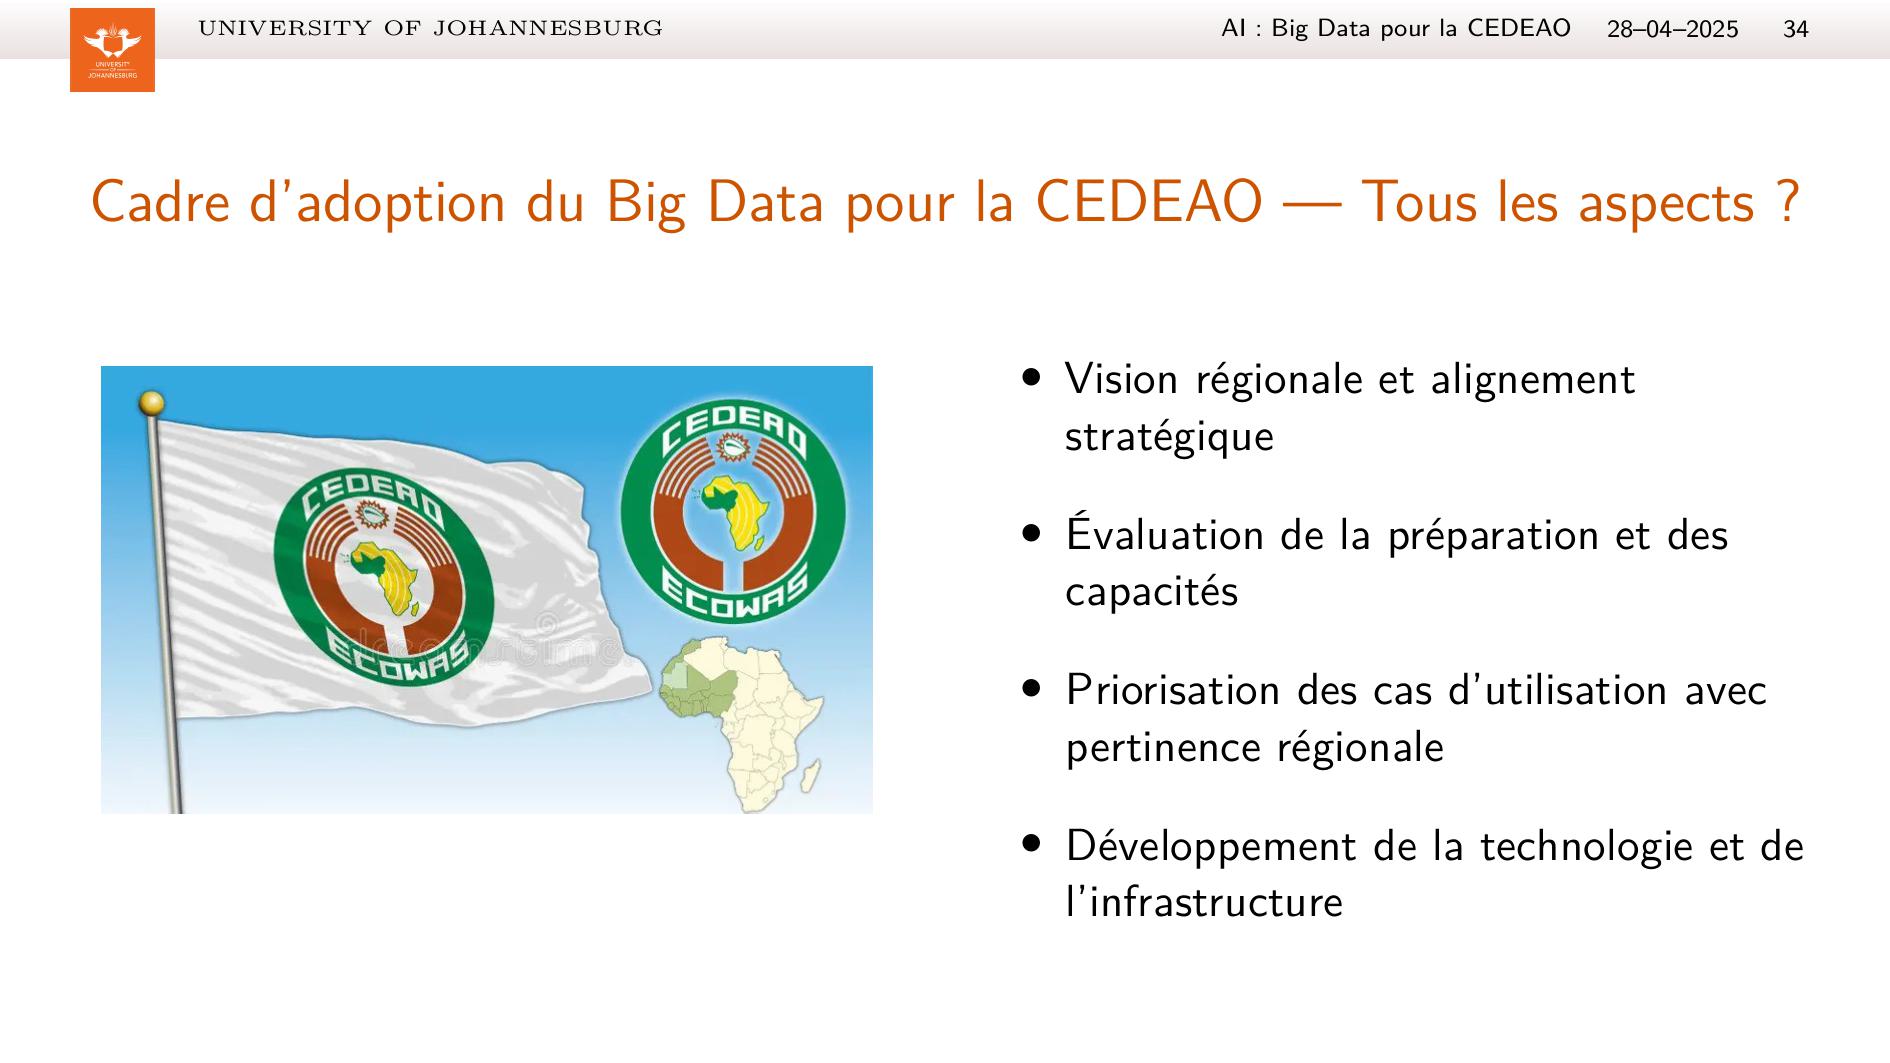 UNIVERSITY OF JOHANNESBURG
AI : Big Data pour la CEDEAO 28–04–2025 34
UNIVERSITY
OF
JOHANNESBURG
Cadre d'adoption du Big Data pour la CEDEAO — Tous les aspects ?
CEDEAO
ECOWAS
CEDEAO
ECOWAS
dreamstime
• Vision régionale et alignement
stratégique
• Évaluation de la préparation et des
capacités
• Priorisation des cas d'utilisation avec
pertinence régionale
• Développement de la technologie et de
l'infrastructure